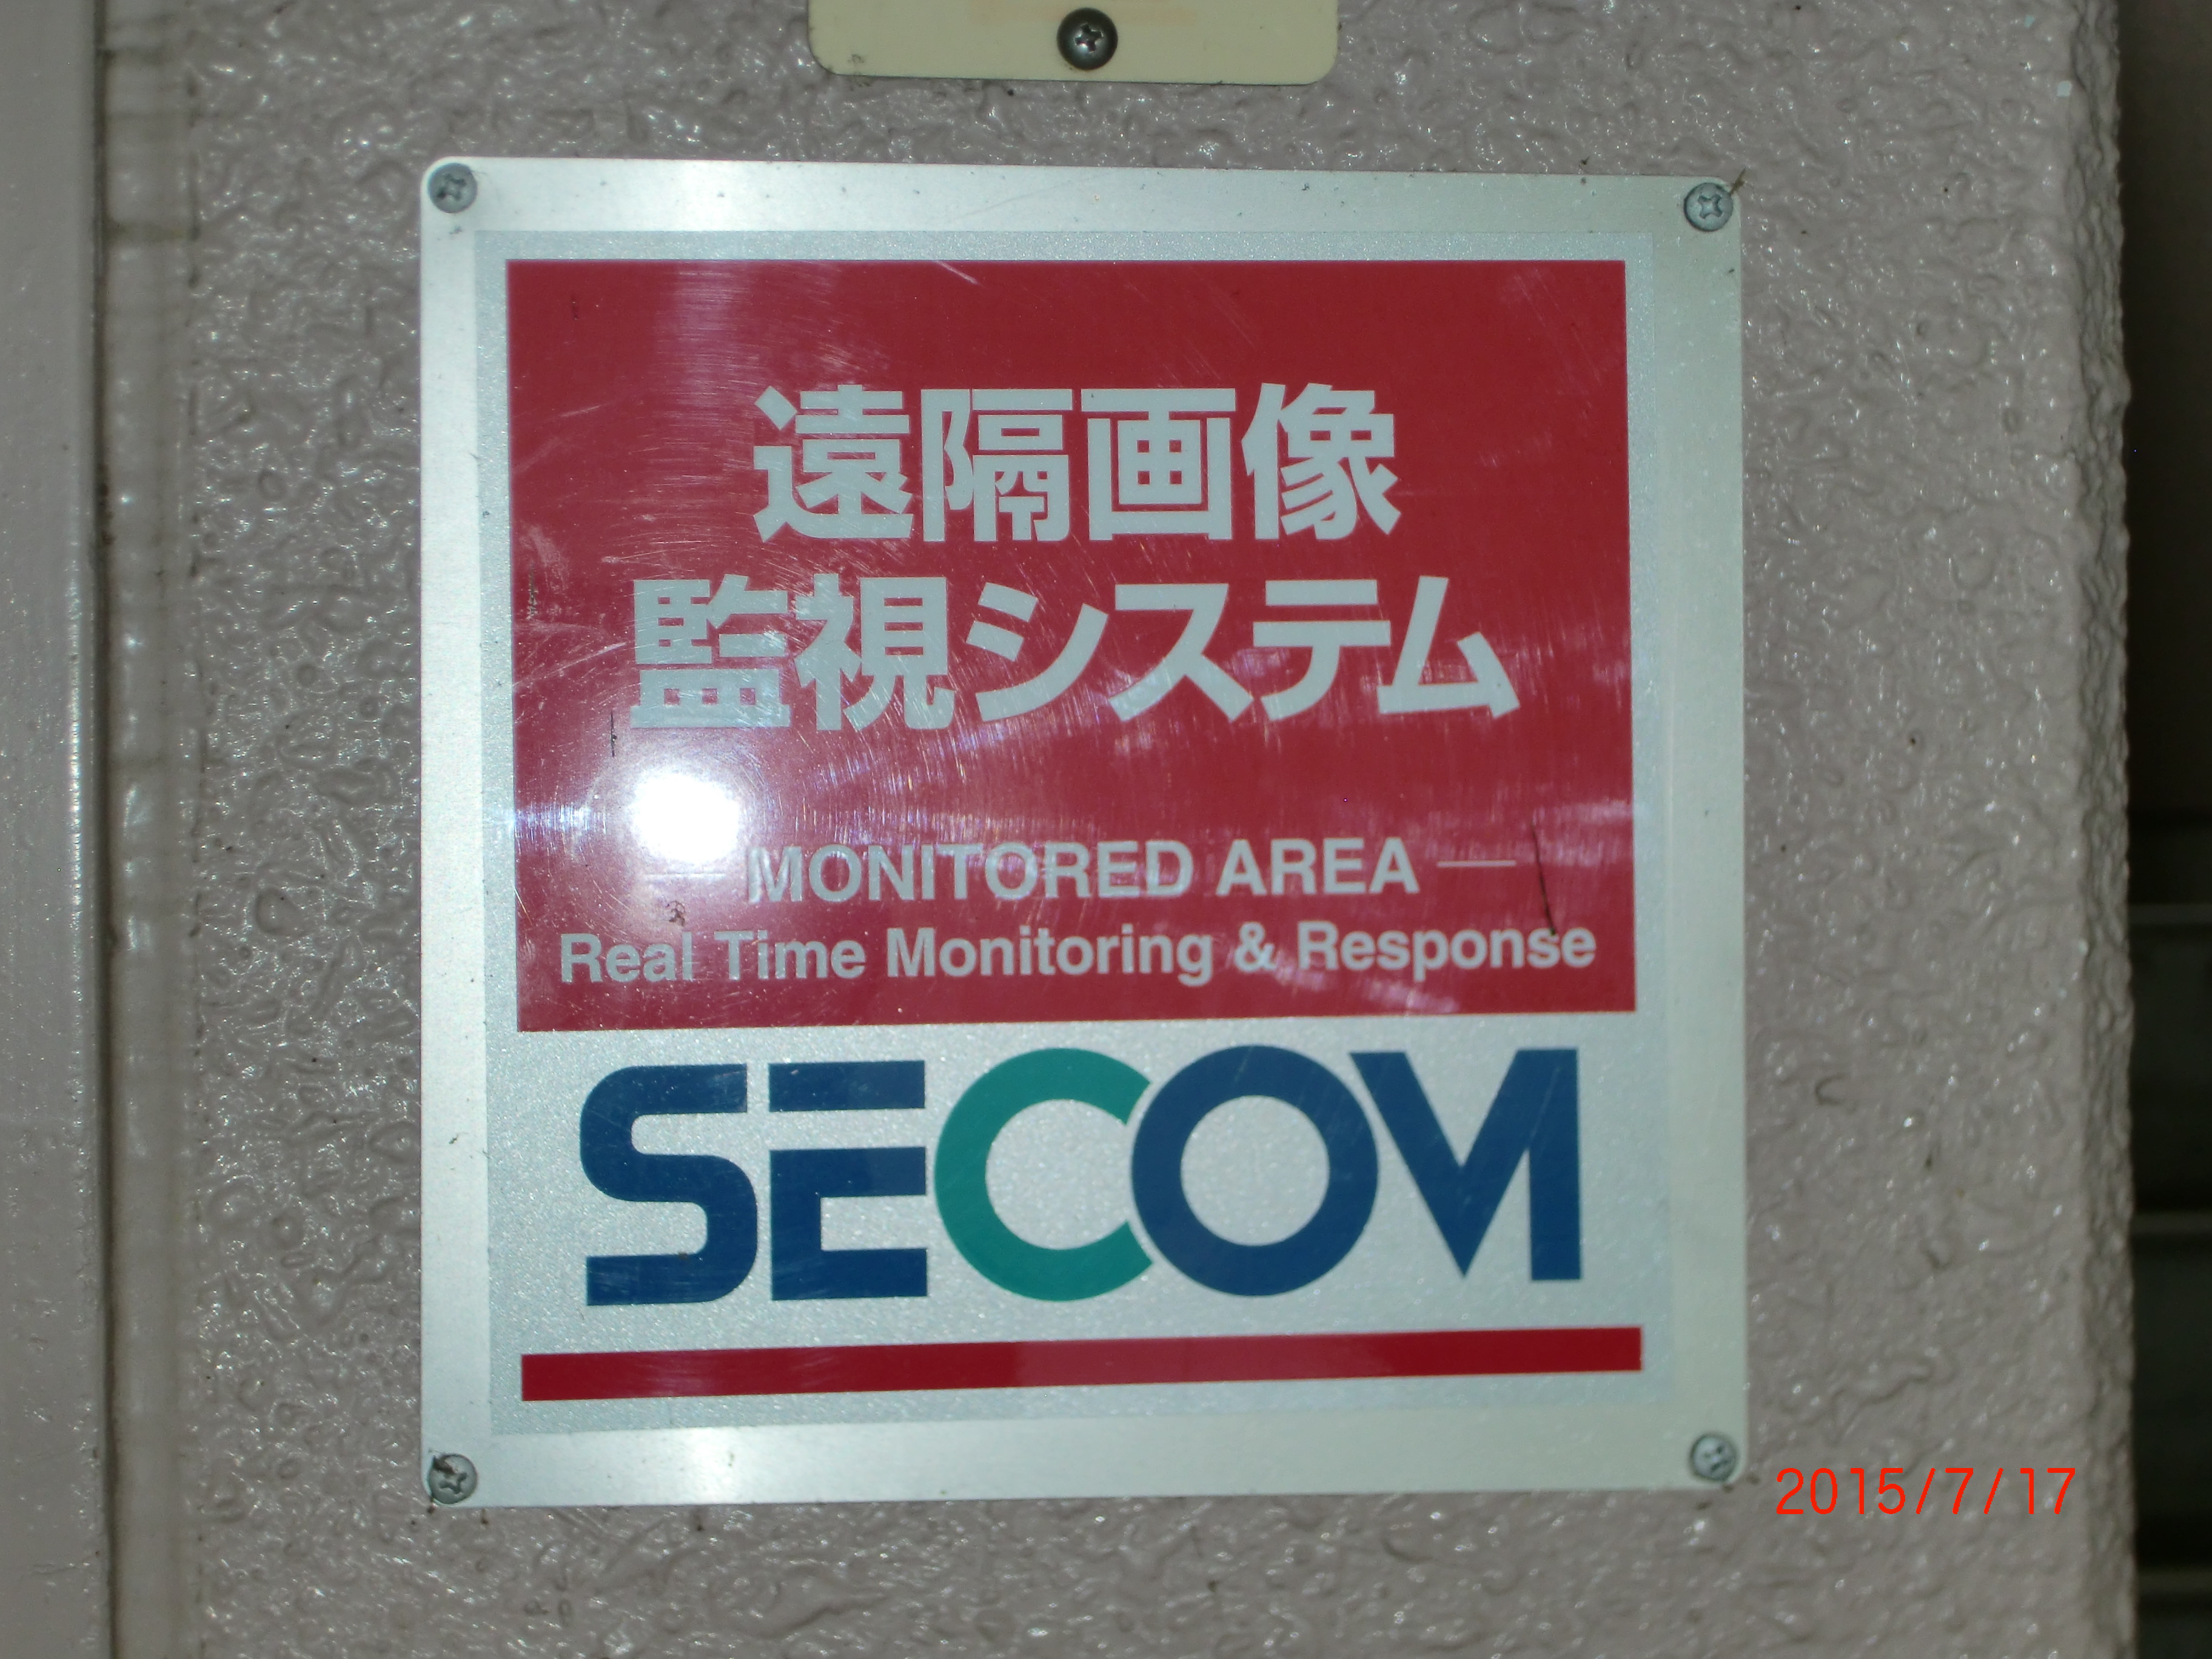 遠隔画像
監視システム
MONITORED AREA
Real Time Monitoring & Response
SECOM
2015/7/17